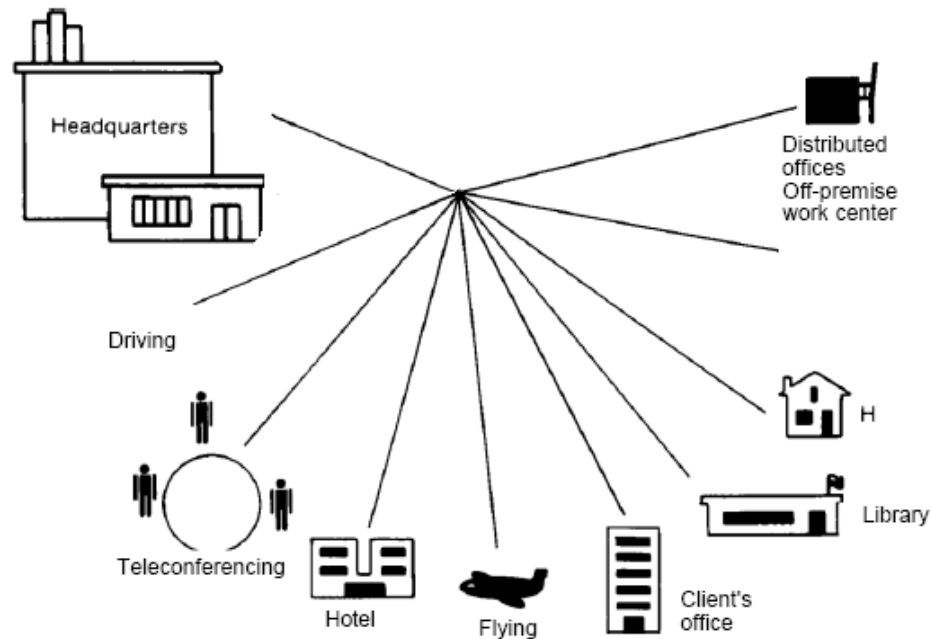 Headquarters
Distributed
offices
Off-premise
work center
Driving
H
Library
Teleconferencing
Hotel
Flying
Client's
office